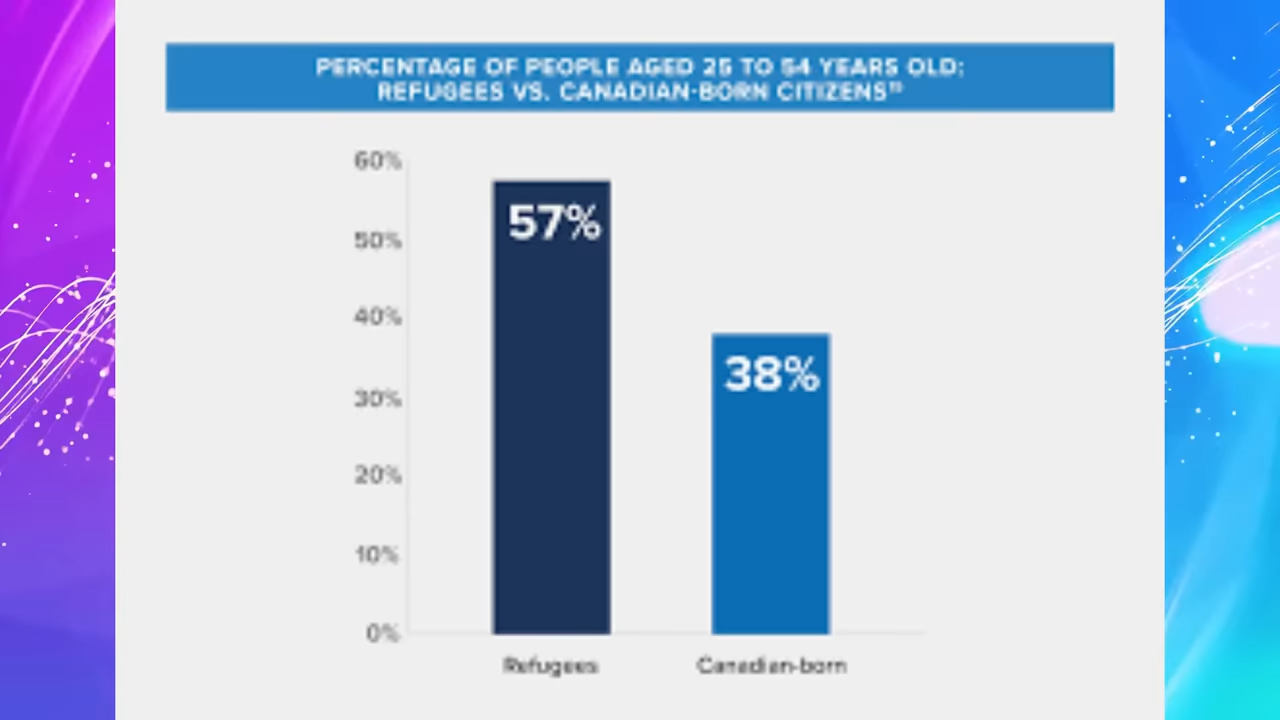 PERCENTAGE OF PEOPLE AGED 25 TO 54 YEARS OLD:
REFUGEES VS. CANADIAN-BORN CITIZENS
60%
50%
40%
30%
20%
10%
0%
57%
38%
Refugees
Canadian-born